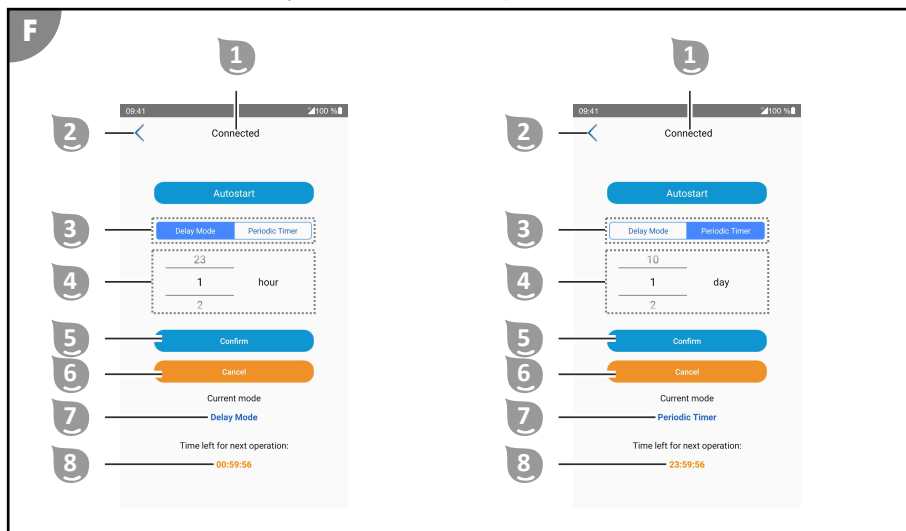 F
1
1
09:41
100 %
09:41
100 %
2
Connected
2
Connected
Autostart
Autostart
3
Delay Mode
Periodic Timer
3
Delay Mode
Periodic Timer
23
10
4
1
hour
4
1
day
2
2
5
Confirm
5
Confirm
6
Cancel
6
Cancel
Current mode
Current mode
7
Delay Mode
7
Periodic Timer
Time left for next operation:
Time left for next operation:
8
00:59:56
8
23:59:56